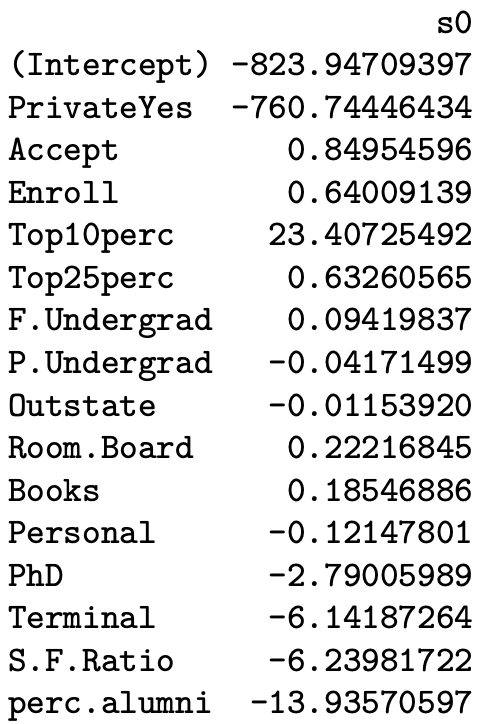 s0
(Intercept) -823.94709397
PrivateYes -760.74446434
Accept 0.84954596
Enroll 0.64009139
Top10perc 23.40725492
Top25perc 0.63260565
F.Undergrad 0.09419837
P.Undergrad -0.04171499
Outstate -0.01153920
Room.Board 0.22216845
Books 0.18546886
Personal -0.12147801
PhD -2.79005989
Terminal -6.14187264
S.F.Ratio -6.23981722
perc.alumni -13.93570597